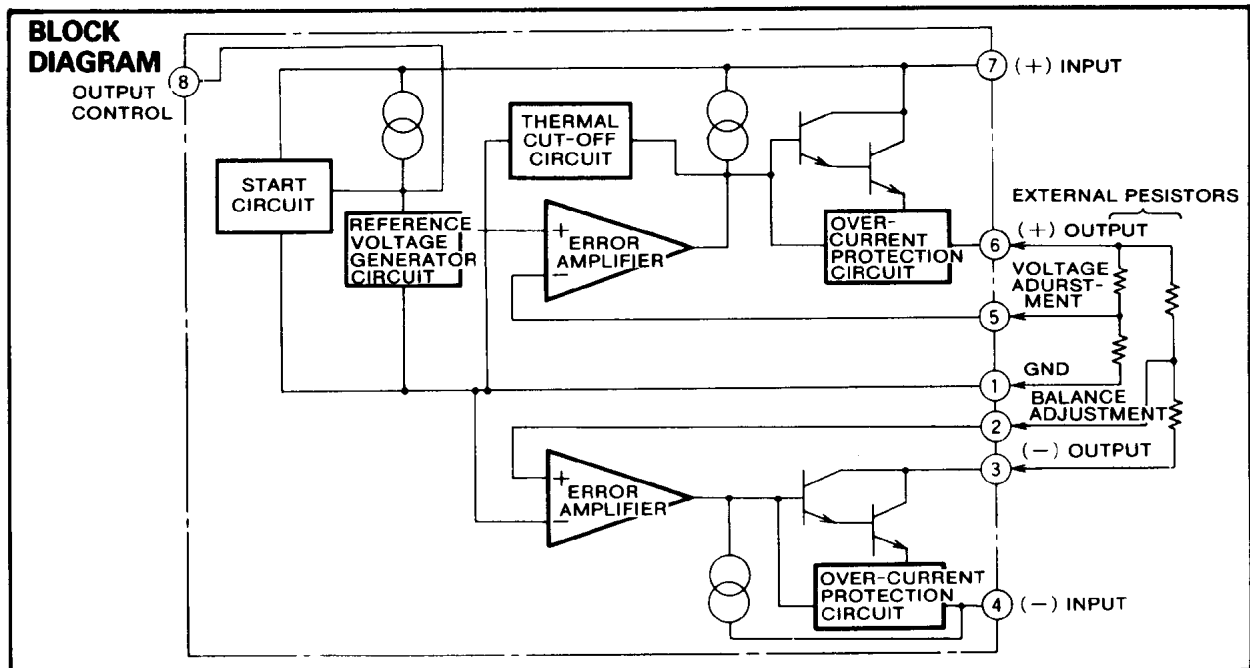 BLOCK
DIAGRAM
8
OUTPUT
CONTROL
7
(+) INPUT
THERMAL
CUT-OFF
CIRCUIT
START
CIRCUIT
REFERENCE
VOLTAGE
GENERATOR
CIRCUIT
+
ERROR
AMPLIFIER
−
OVER-
CURRENT
PROTECTION
CIRCUIT
EXTERNAL PESISTORS
6
(+) OUTPUT
VOLTAGE
ADURST-
MENT
5
GND
1
BALANCE
ADJUSTMENT
2
(−) OUTPUT
3
+
ERROR
AMPLIFIER
−
OVER-CURRENT
PROTECTION
CIRCUIT
4
(−) INPUT